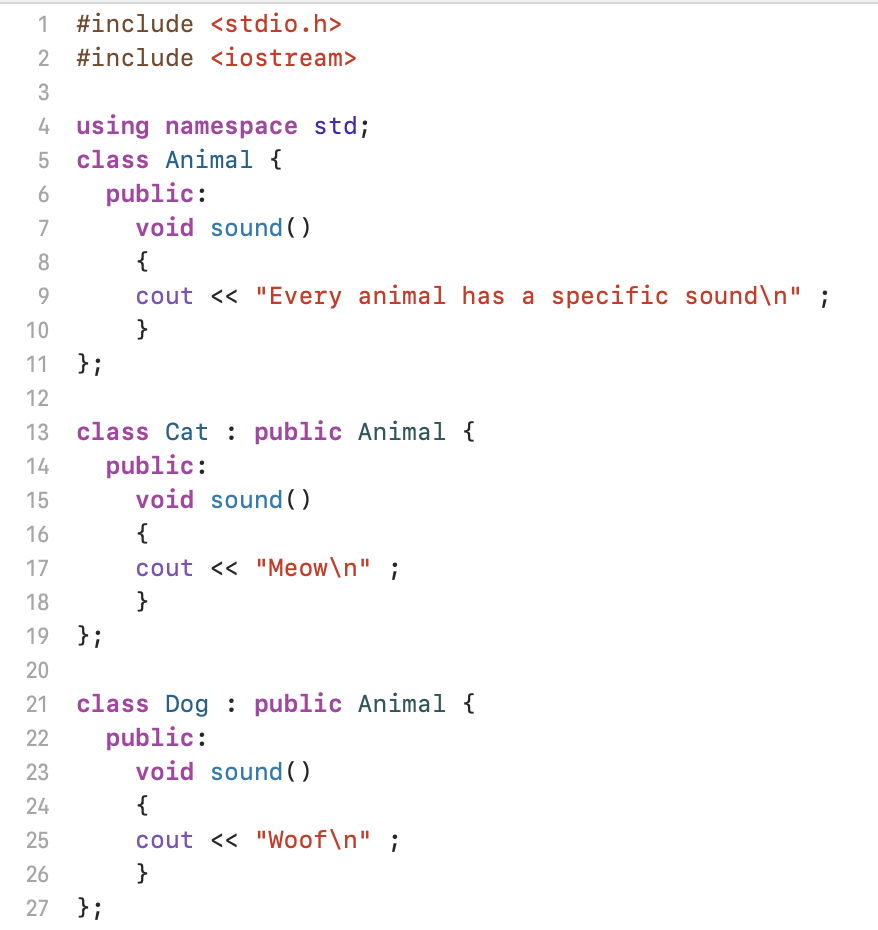 1 #include <stdio.h>
2 #include <iostream>
3
4 using namespace std;
5 class Animal {
6   public:
7     void sound()
8     {
9     cout << "Every animal has a specific sound\n" ;
10     }
11 };
12
13 class Cat : public Animal {
14   public:
15     void sound()
16     {
17     cout << "Meow\n" ;
18     }
19 };
20
21 class Dog : public Animal {
22   public:
23     void sound()
24     {
25     cout << "Woof\n" ;
26     }
27 };